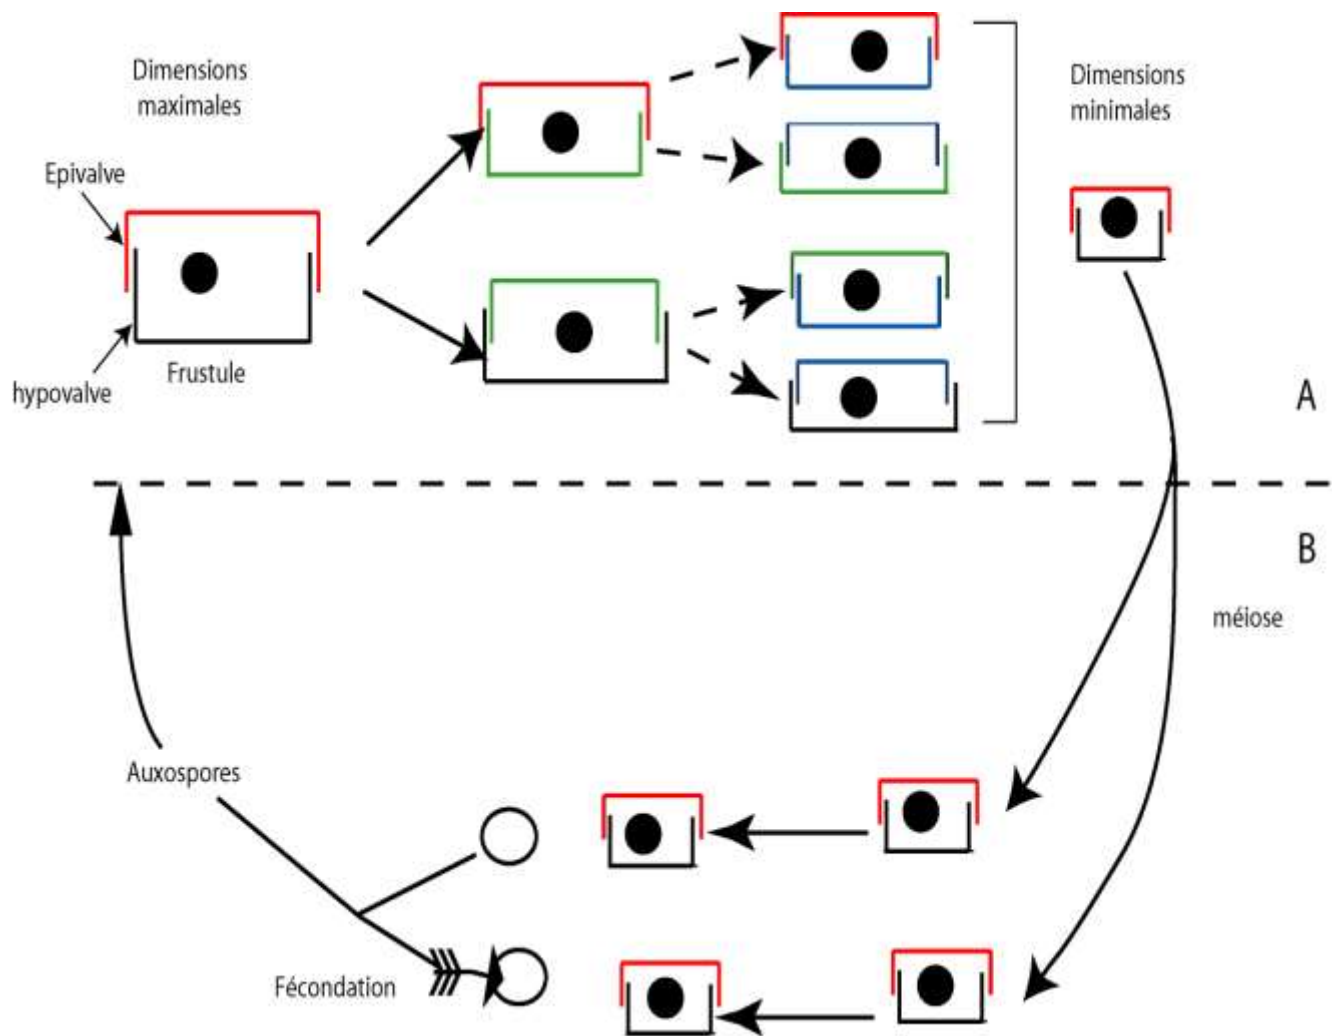 Dimensions
maximales
Dimensions
minimales
Epivalve
hypovalve
Frustule
A
B
méiose
Auxospores
Fécondation